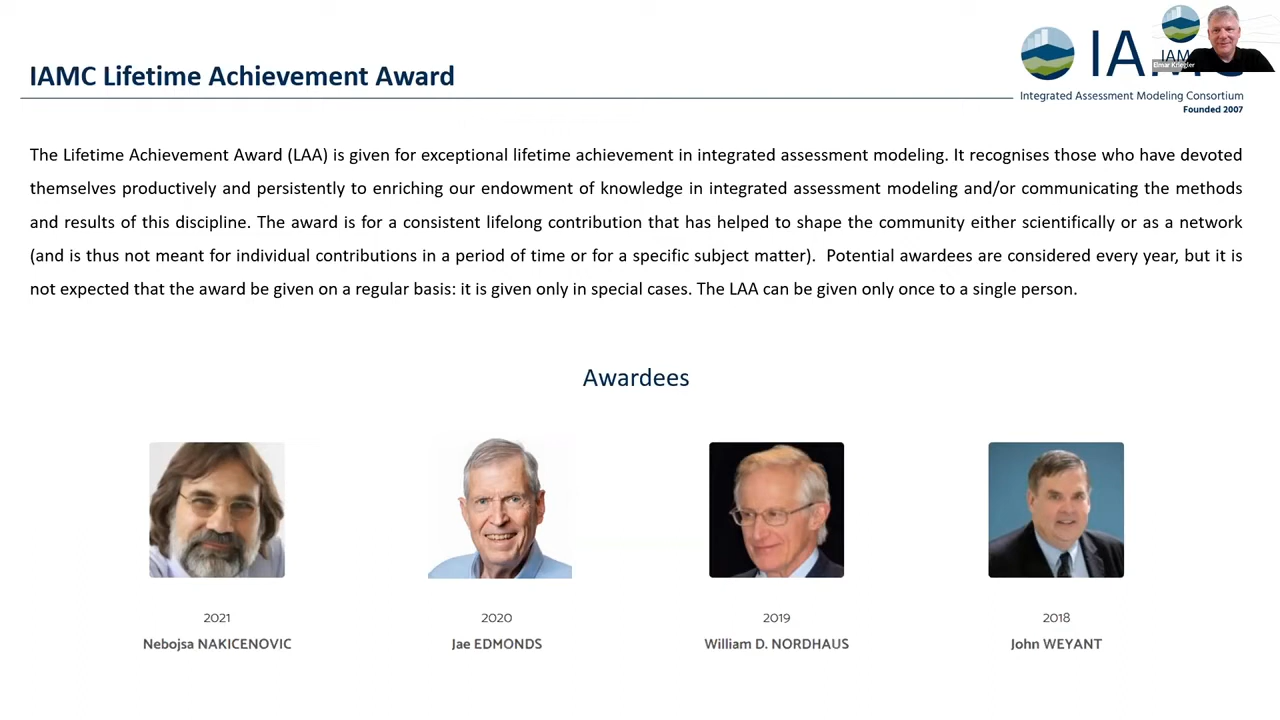 IAMC Lifetime Achievement Award
IAMC
IAM
Elmar Kriegler
Integrated Assessment Modeling Consortium
Founded 2007
The Lifetime Achievement Award (LAA) is given for exceptional lifetime achievement in integrated assessment modeling. It recognises those who have devoted
themselves productively and persistently to enriching our endowment of knowledge in integrated assessment modeling and/or communicating the methods
and results of this discipline. The award is for a consistent lifelong contribution that has helped to shape the community either scientifically or as a network
(and is thus not meant for individual contributions in a period of time or for a specific subject matter).  Potential awardees are considered every year, but it is
not expected that the award be given on a regular basis: it is given only in special cases. The LAA can be given only once to a single person.
Awardees
2021
Nebojsa NAKICENOVIC
2020
Jae EDMONDS
2019
William D. NORDHAUS
2018
John WEYANT